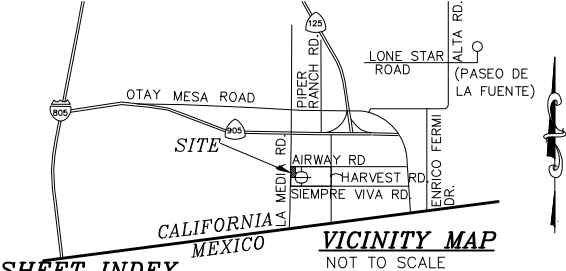 125
LONE STAR
ROAD
ALTA RD.
(PASEO DE
LA FUENTE)
PIPER
RANCH RD.
OTAY MESA ROAD
805
905
SITE
LA MEDIA RD.
AIRWAY RD
HARVEST RD.
SIEMPRE VIVA RD.
ENRICO FERMI
DR.
CALIFORNIA
MEXICO
VICINITY MAP
NOT TO SCALE
SHEET INDEX